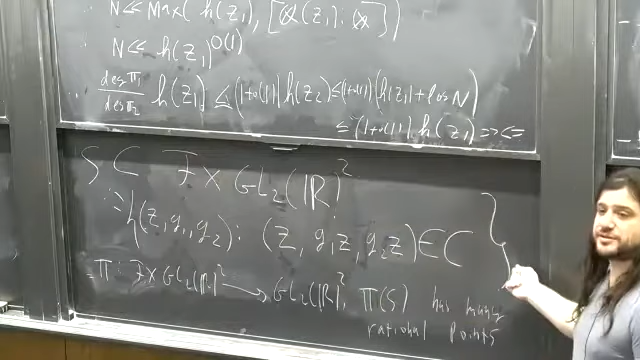 N ≪ Max( h(z₁), [Q(z₁):Q])
∴ N ≪ h(z₁)^{O(1)}
∴ deg π₁ / deg π₂ h(z₁) ≤ (1+o(1)) h(z₂) ≤ (1+o(1)) (h(z₁) + log N)
≤ (1+o(1)) h(z₁) ⇒⇐
S ⊂ F × GL₂(ℝ)²
:= {(z, g₁, g₂) : (z, g₁z, g₂z) ∈ C
π : F × GL₂(ℝ)² → GL₂(ℝ)², π(S) has many
rational points